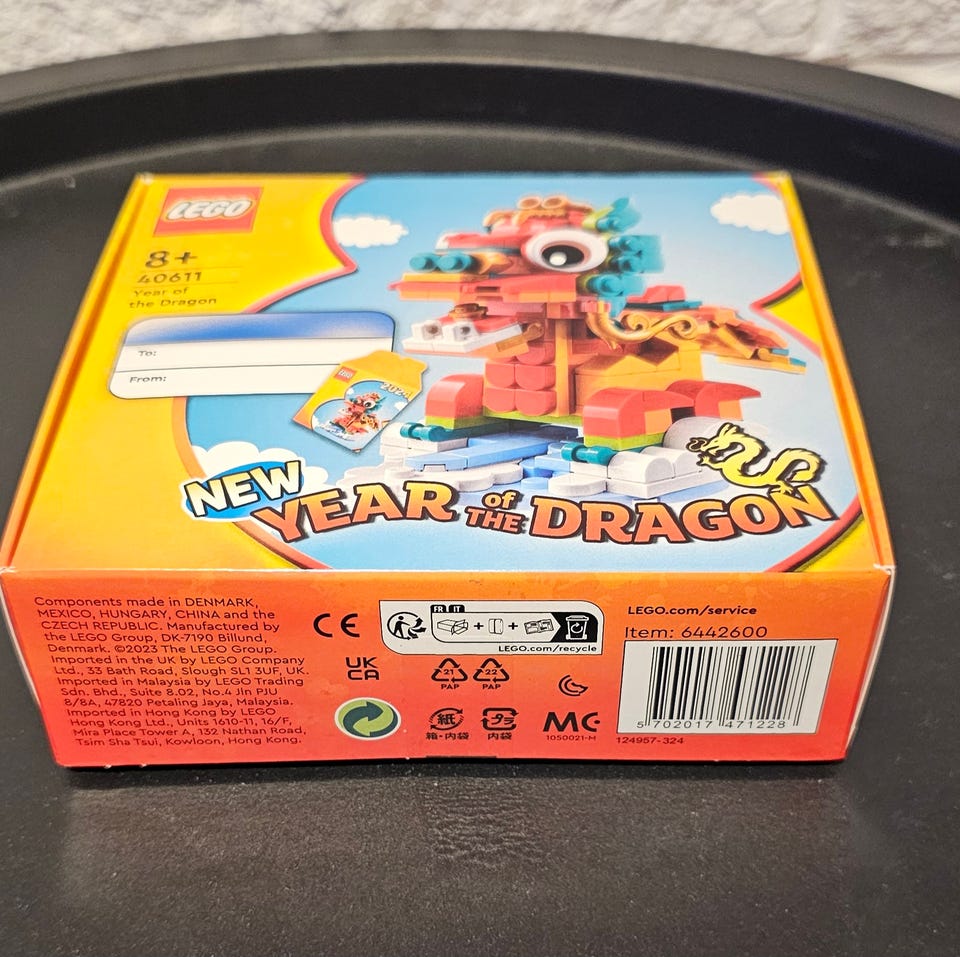 LEGO
8+
40611
Year of
the Dragon
To:
From:
LEGO
2024
NEW
YEAR of THE DRAGON
Components made in DENMARK,
MEXICO, HUNGARY, CHINA and the
CZECH REPUBLIC. Manufactured by
the LEGO Group, DK-7190 Billund,
Denmark. ©2023 The LEGO Group.
Imported in the UK by LEGO Company
Ltd., 33 Bath Road, Slough SL1 3UF, UK.
Imported in Malaysia by LEGO Trading
Sdn. Bhd., Suite 8.02, No.4 Jln PJU
8/8A, 47820 Petaling Jaya, Malaysia.
Imported in Hong Kong by LEGO
Hong Kong Ltd., Units 1610-11, 16/F,
Mira Place Tower A, 132 Nathan Road,
Tsim Sha Tsui, Kowloon, Hong Kong.
CE
FR IT
+ +
LEGO.com/recycle
UK
CA
21
PAP
22
PAP
紙
箱・内袋
プラ
内袋
MC
1050021-M
LEGO.com/service
Item: 6442600
5 702017 471228
124957-324